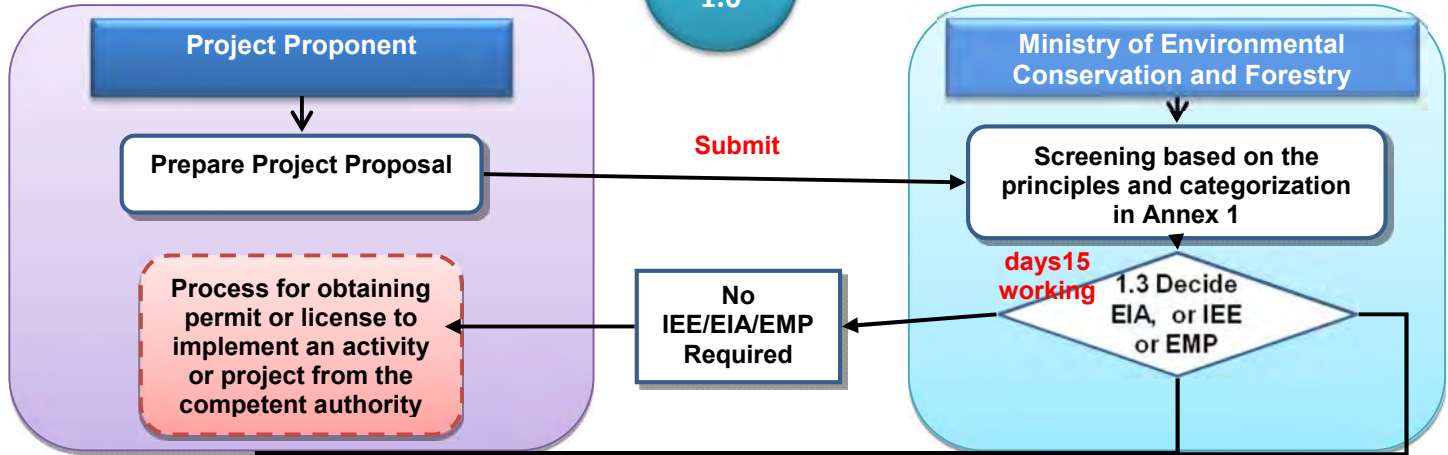 1.0
Project Proponent
Ministry of Environmental
Conservation and Forestry
Prepare Project Proposal
Submit
Screening based on the
principles and categorization
in Annex 1
days15
working
1.3 Decide
EIA, or IEE
or EMP
No
IEE/EIA/EMP
Required
Process for obtaining
permit or license to
implement an activity
or project from the
competent authority